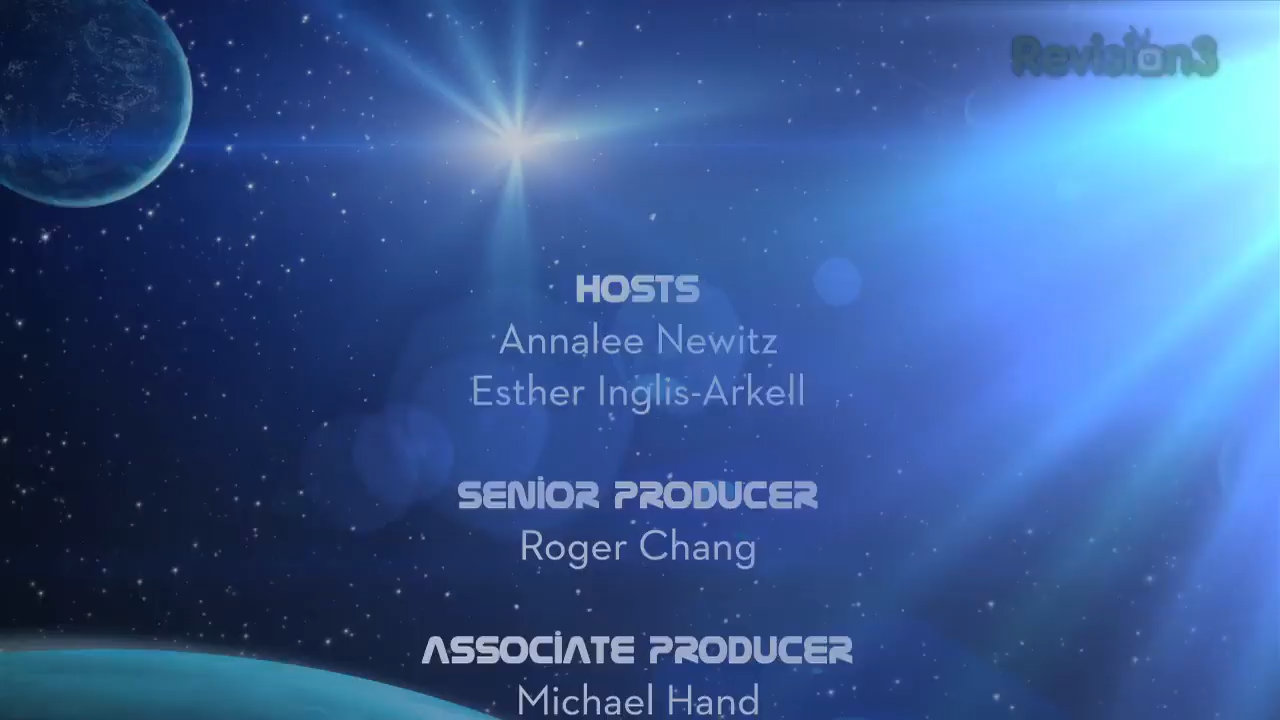 Revision3
HOSTS
Annalee Newitz
Esther Inglis-Arkell
SENIOR PRODUCER
Roger Chang
ASSOCIATE PRODUCER
Michael Hand